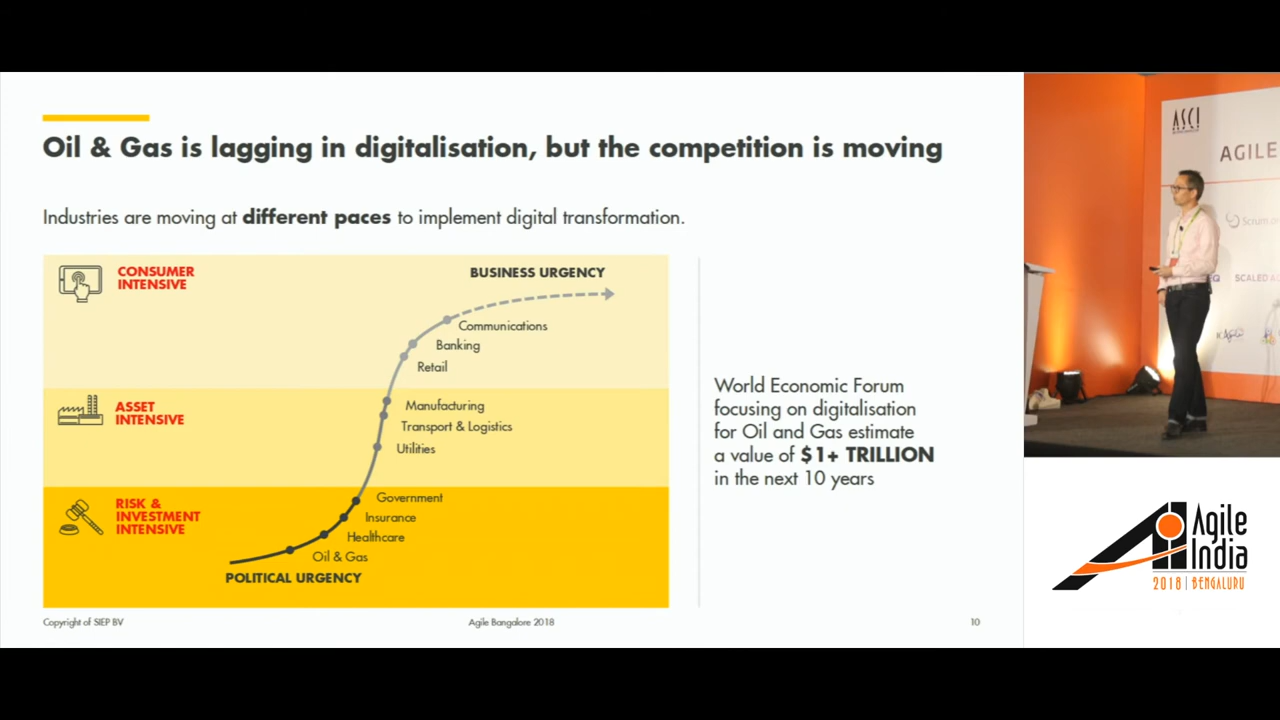 Oil & Gas is lagging in digitalisation, but the competition is moving
Industries are moving at different paces to implement digital transformation.
CONSUMER
INTENSIVE
BUSINESS URGENCY
Communications
Banking
Retail
ASSET
INTENSIVE
Manufacturing
Transport & Logistics
Utilities
RISK &
INVESTMENT
INTENSIVE
Government
Insurance
Healthcare
Oil & Gas
POLITICAL URGENCY
World Economic Forum
focusing on digitalisation
for Oil and Gas estimate
a value of $1+ TRILLION
in the next 10 years
Copyright of SIEP BV
Agile Bangalore 2018
10
ASCI
AGILE
Scrum.o
SCALED A
Agile
India
2018 | BENGALURU